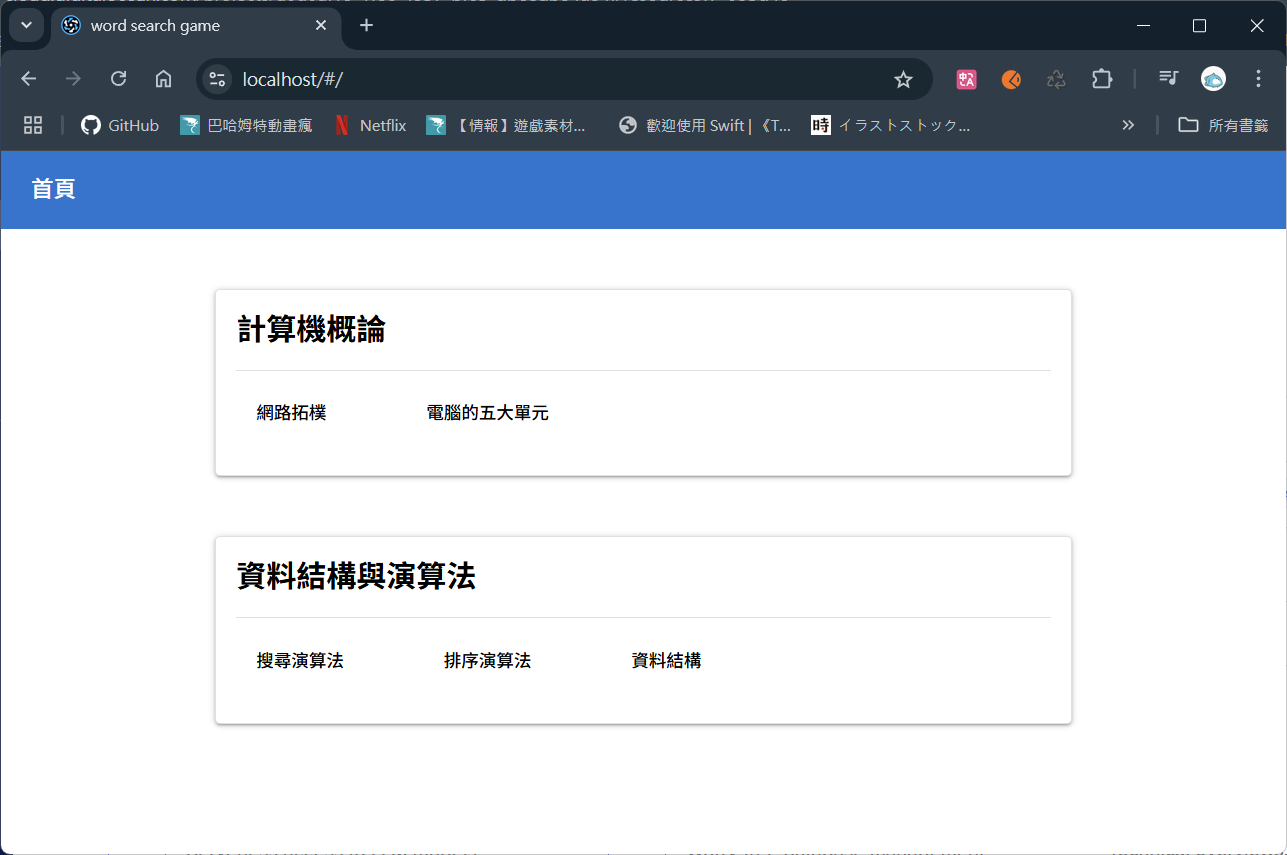 word search game
localhost/#/
GitHub 巴哈姆特動畫瘋 Netflix 【情報】遊戲素材... 歡迎使用 Swift | 《T... 時 イラストストック... » 所有書籤
首頁
計算機概論
網路拓樸 電腦的五大單元
資料結構與演算法
搜尋演算法 排序演算法 資料結構